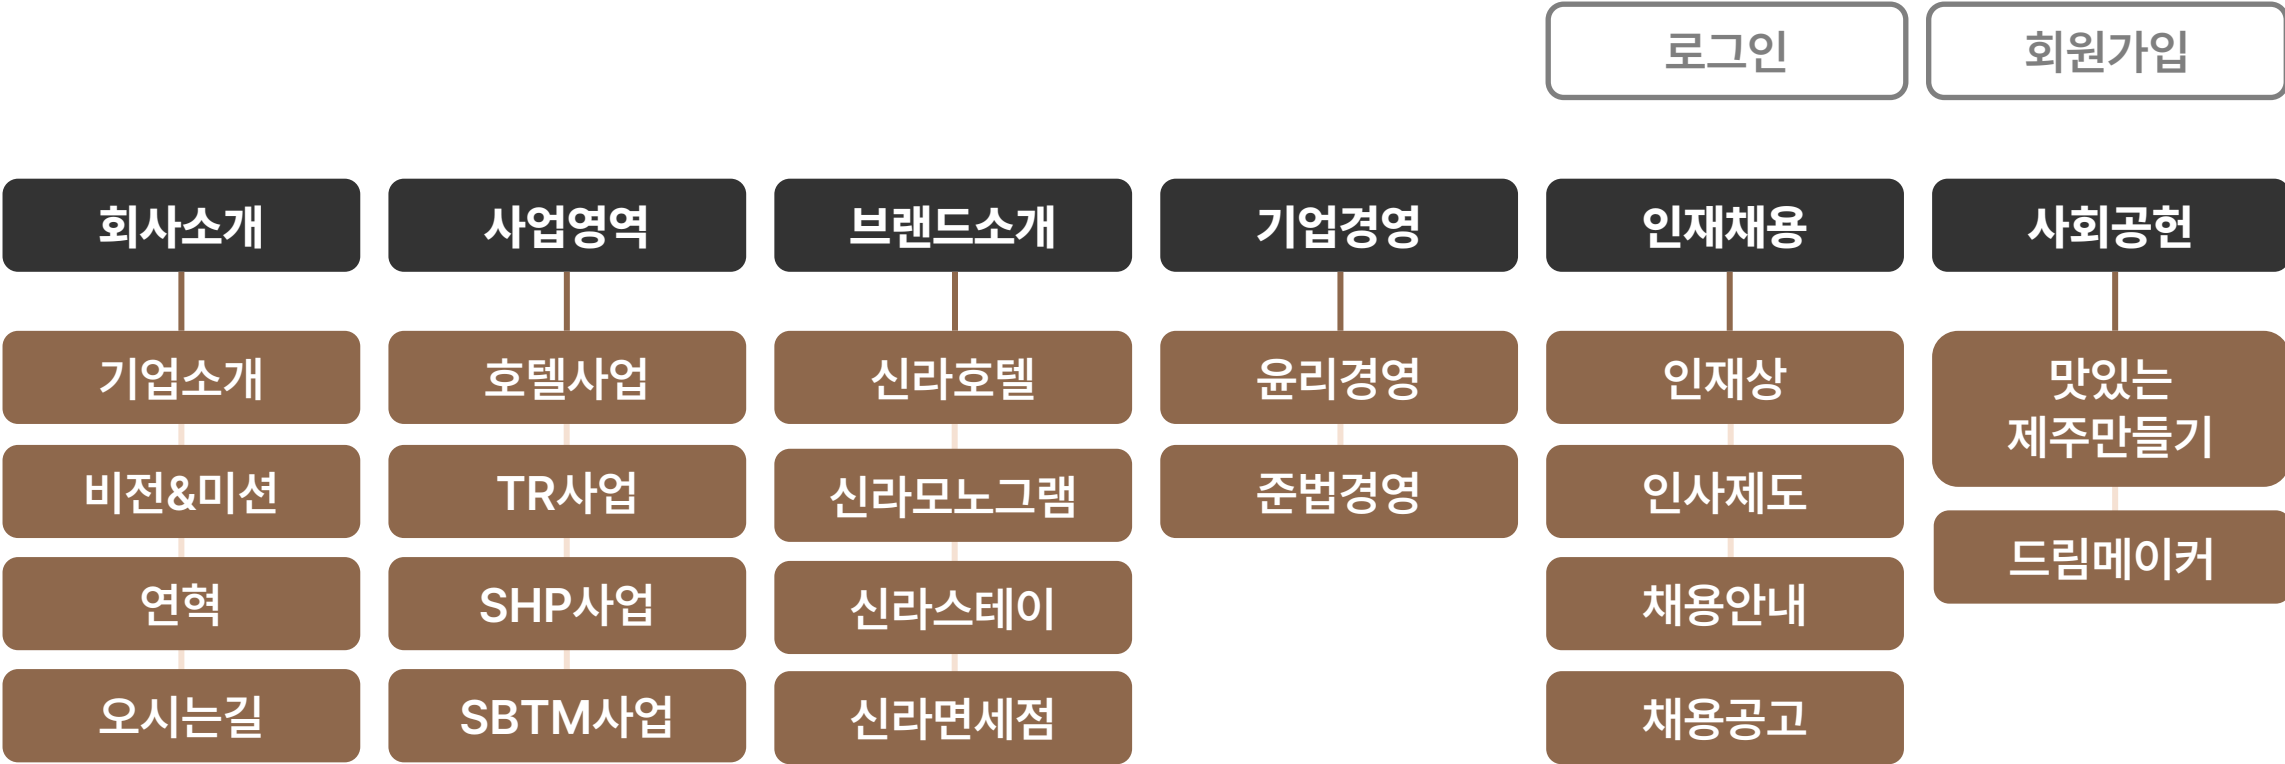 로그인
회원가입
회사소개
사업영역
브랜드소개
기업경영
인재채용
사회공헌
기업소개
비전&미션
연혁
오시는길
호텔사업
TR사업
SHP사업
SBTM사업
신라호텔
신라모노그램
신라스테이
신라면세점
윤리경영
준법경영
인재상
인사제도
채용안내
채용공고
맛있는
제주만들기
드림메이커